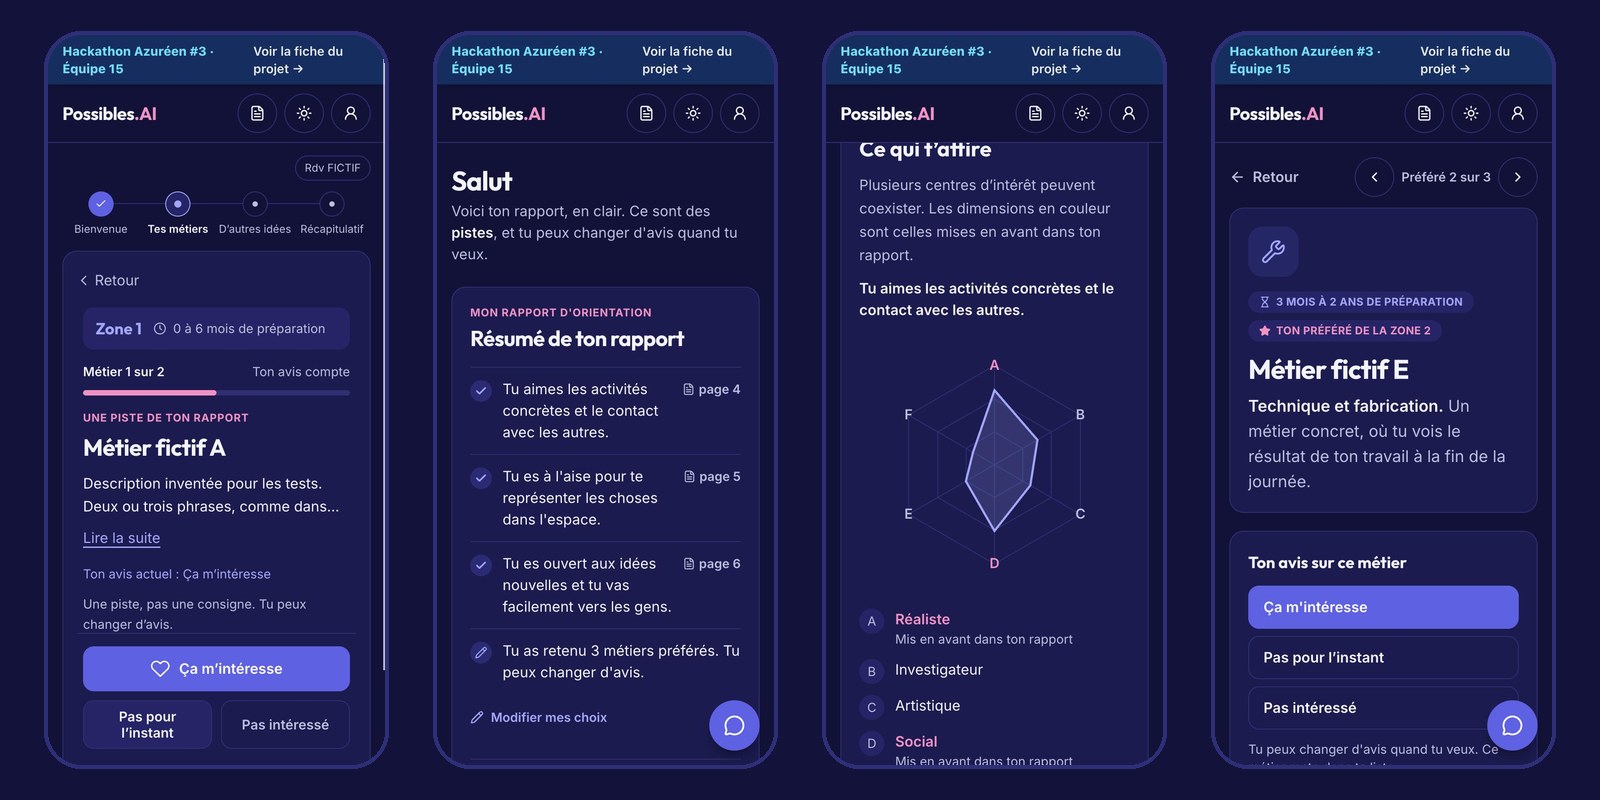 Hackathon Azuréen #3 ·
Équipe 15
Voir la fiche du
projet →
Possibles.AI
Rdv FICTIF
Bienvenue
Tes métiers
D'autres idées
Récapitulatif
Retour
Zone 1
0 à 6 mois de préparation
Métier 1 sur 2
Ton avis compte
UNE PISTE DE TON RAPPORT
Métier fictif A
Description inventée pour les tests.
Deux ou trois phrases, comme dans...
Lire la suite
Ton avis actuel : Ça m'intéresse
Une piste, pas une consigne. Tu peux
changer d'avis.
Ça m'intéresse
Pas pour
l'instant
Pas intéressé
Hackathon Azuréen #3 ·
Équipe 15
Voir la fiche du
projet →
Possibles.AI
Salut
Voici ton rapport, en clair. Ce sont des
pistes, et tu peux changer d'avis quand tu
veux.
MON RAPPORT D'ORIENTATION
Résumé de ton rapport
Tu aimes les activités
concrètes et le contact
avec les autres.
page 4
Tu es à l'aise pour te
représenter les choses
dans l'espace.
page 5
Tu es ouvert aux idées
nouvelles et tu vas
facilement vers les gens.
page 6
Tu as retenu 3 métiers préférés. Tu
peux changer d'avis.
Modifier mes choix
Hackathon Azuréen #3 ·
Équipe 15
Voir la fiche du
projet →
Possibles.AI
Ce qui t'attire
Plusieurs centres d'intérêt peuvent
coexister. Les dimensions en couleur
sont celles mises en avant dans ton
rapport.
Tu aimes les activités concrètes et le
contact avec les autres.
A
B
C
D
E
F
A
Réaliste
Mis en avant dans ton rapport
B
Investigateur
C
Artistique
D
Social
Mis en avant dans ton rapport
Hackathon Azuréen #3 ·
Équipe 15
Voir la fiche du
projet →
Possibles.AI
← Retour
Préféré 2 sur 3
3 MOIS À 2 ANS DE PRÉPARATION
TON PRÉFÉRÉ DE LA ZONE 2
Métier fictif E
Technique et fabrication. Un
métier concret, où tu vois le
résultat de ton travail à la fin de la
journée.
Ton avis sur ce métier
Ça m'intéresse
Pas pour l'instant
Pas intéressé
Tu peux changer d'avis quand tu veux. Ce